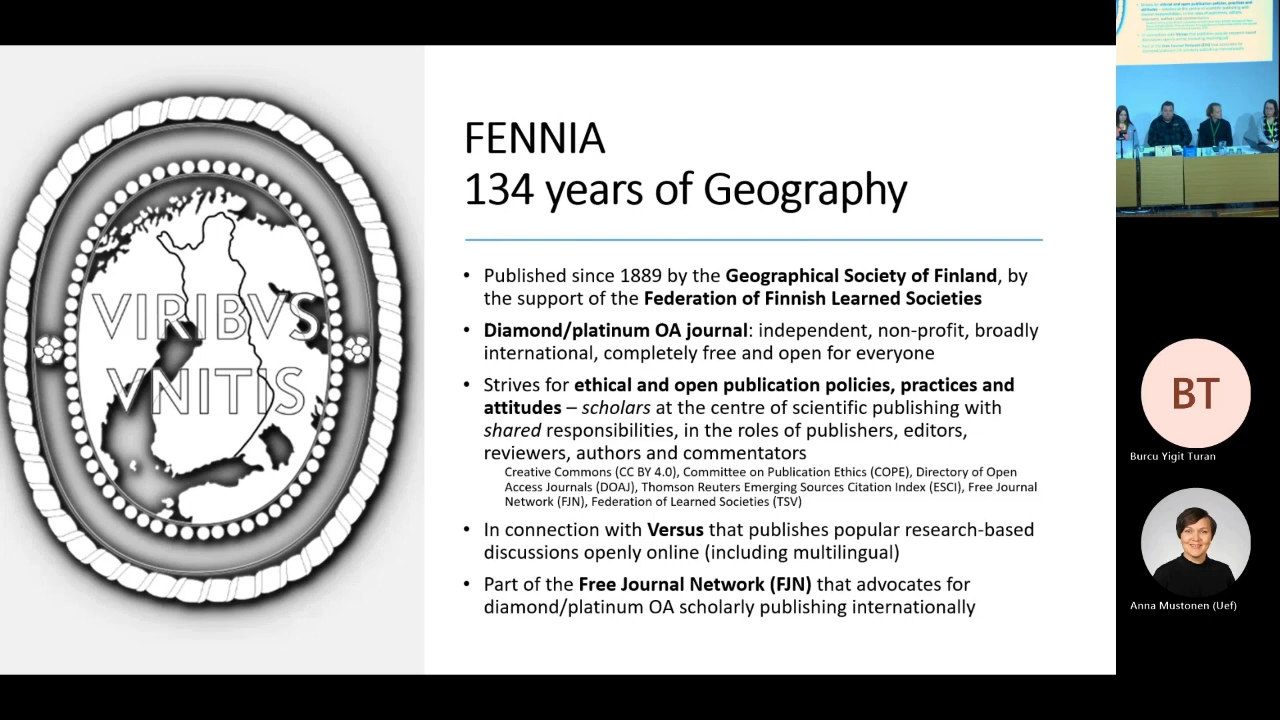 FENNIA
134 years of Geography
• Published since 1889 by the Geographical Society of Finland, by
the support of the Federation of Finnish Learned Societies
• Diamond/platinum OA journal: independent, non-profit, broadly
international, completely free and open for everyone
• Strives for ethical and open publication policies, practices and
attitudes – scholars at the centre of scientific publishing with
shared responsibilities, in the roles of publishers, editors,
reviewers, authors and commentators
Creative Commons (CC BY 4.0), Committee on Publication Ethics (COPE), Directory of Open
Access Journals (DOAJ), Thomson Reuters Emerging Sources Citation Index (ESCI), Free Journal
Network (FJN), Federation of Learned Societies (TSV)
• In connection with Versus that publishes popular research-based
discussions openly online (including multilingual)
• Part of the Free Journal Network (FJN) that advocates for
diamond/platinum OA scholarly publishing internationally
VIRIBVS
VNITIS
BT
Burcu Yigit Turan
Anna Mustonen (Uef)